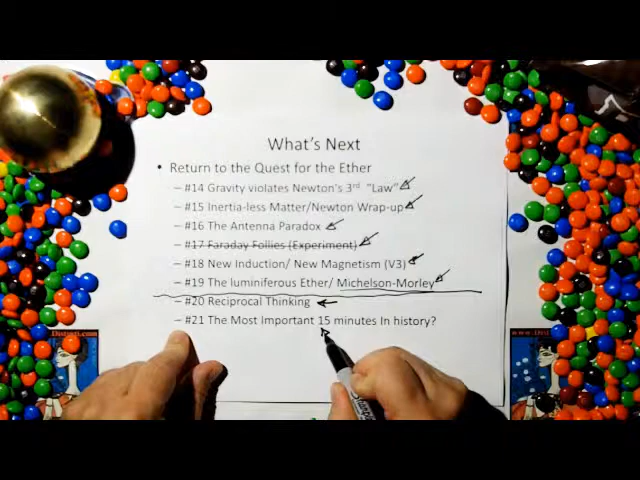 What's Next
• Return to the Quest for the Ether
– #14 Gravity violates Newton's 3rd "Law"
– #15 Inertia-less Matter/Newton Wrap-up
– #16 The Antenna Paradox
– #17 Faraday Follies (Experiment)
– #18 New Induction/ New Magnetism (V3)
– #19 The luminiferous Ether/ Michelson-Morley
– #20 Reciprocal Thinking
– #21 The Most Important 15 minutes In history?
Distinti.com